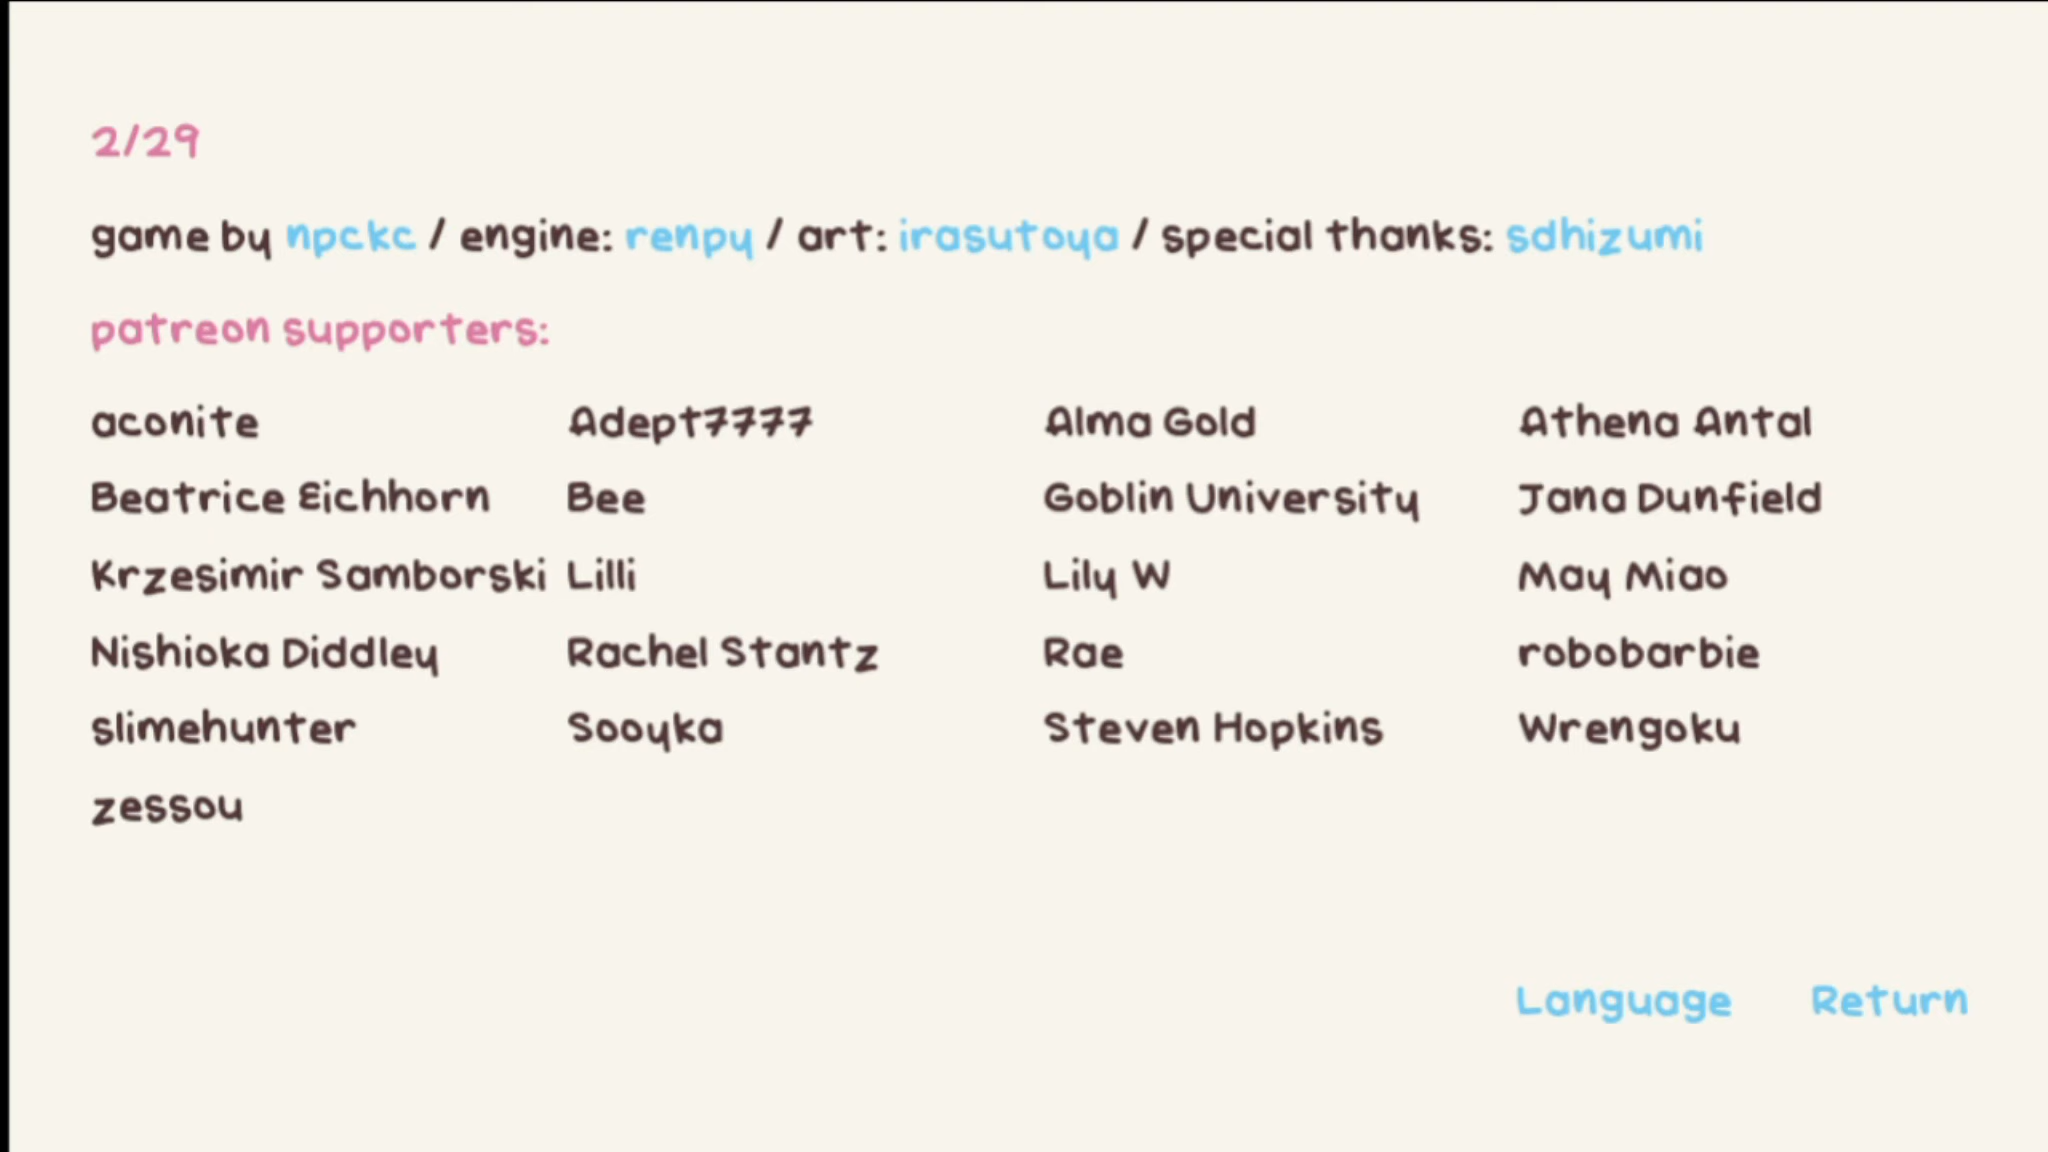 2/29
game by npckc / engine: renpy / art: irasutoya / special thanks: sdhizumi
patreon supporters:
aconite Adept7777 Alma Gold Athena Antal
Beatrice Eichhorn Bee Goblin University Jana Dunfield
Krzesimir Samborski Lilli Lily W May Miao
Nishioka Diddley Rachel Stantz Rae robobarbie
slimehunter Sooyka Steven Hopkins Wrengoku
zessou
Language Return